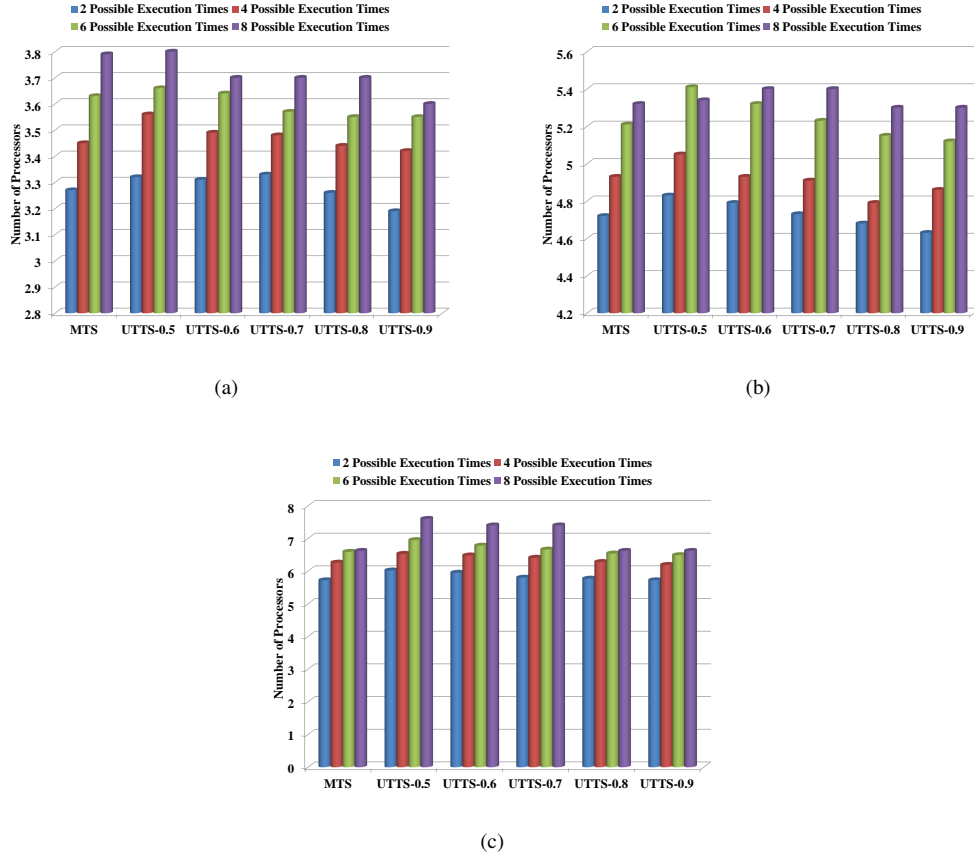 2 Possible Execution Times 4 Possible Execution Times
6 Possible Execution Times 8 Possible Execution Times
Number of Processors
3.8
3.7
3.6
3.5
3.4
3.3
3.2
3.1
3
2.9
2.8
MTS UTTS-0.5 UTTS-0.6 UTTS-0.7 UTTS-0.8 UTTS-0.9
(a)
2 Possible Execution Times 4 Possible Execution Times
6 Possible Execution Times 8 Possible Execution Times
Number of Processors
5.6
5.4
5.2
5
4.8
4.6
4.4
4.2
MTS UTTS-0.5 UTTS-0.6 UTTS-0.7 UTTS-0.8 UTTS-0.9
(b)
2 Possible Execution Times 4 Possible Execution Times
6 Possible Execution Times 8 Possible Execution Times
Number of Processors
8
7
6
5
4
3
2
1
0
MTS UTTS-0.5 UTTS-0.6 UTTS-0.7 UTTS-0.8 UTTS-0.9
(c)